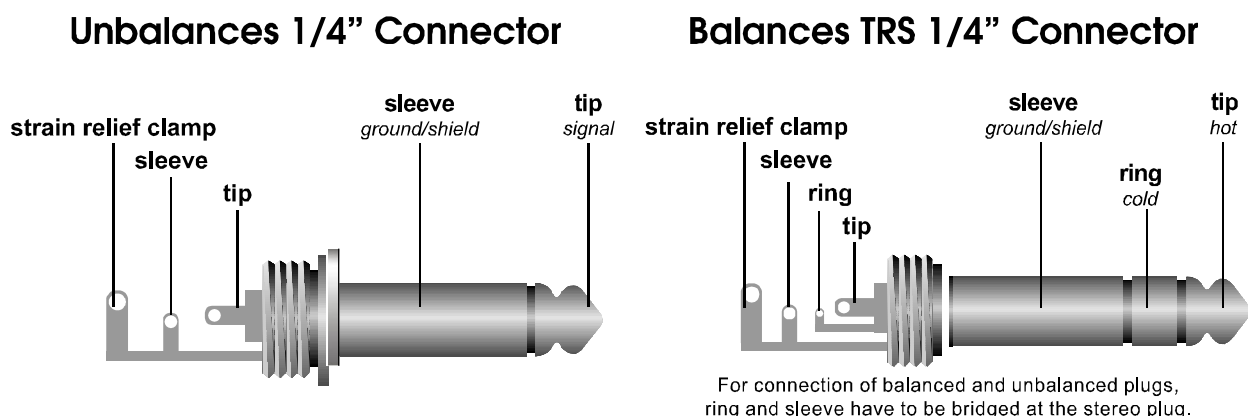 Unbalances 1/4” Connector
strain relief clamp
sleeve
tip
sleeve
ground/shield
tip
signal
Balances TRS 1/4” Connector
strain relief clamp
sleeve
ring
tip
sleeve
ground/shield
ring
cold
tip
hot
For connection of balanced and unbalanced plugs,
ring and sleeve have to be bridged at the stereo plug.